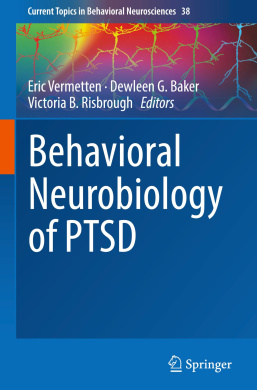 Current Topics in Behavioral Neurosciences 38
Eric Vermetten · Dewleen G. Baker
Victoria B. Risbrough Editors
Behavioral
Neurobiology
of PTSD
Springer